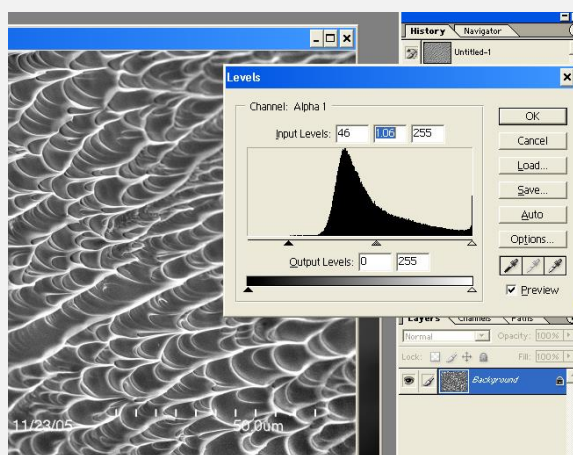 History Navigator
Untitled-1
Levels
Channel: Alpha 1
Input Levels: 46 1.06 255
OK
Cancel
Load...
Save...
Auto
Options...
Output Levels: 0 255
Preview
Layers Channels Paths
Normal Opacity: 100%
Lock: Fill: 100%
Background
11/23/05 50.0um